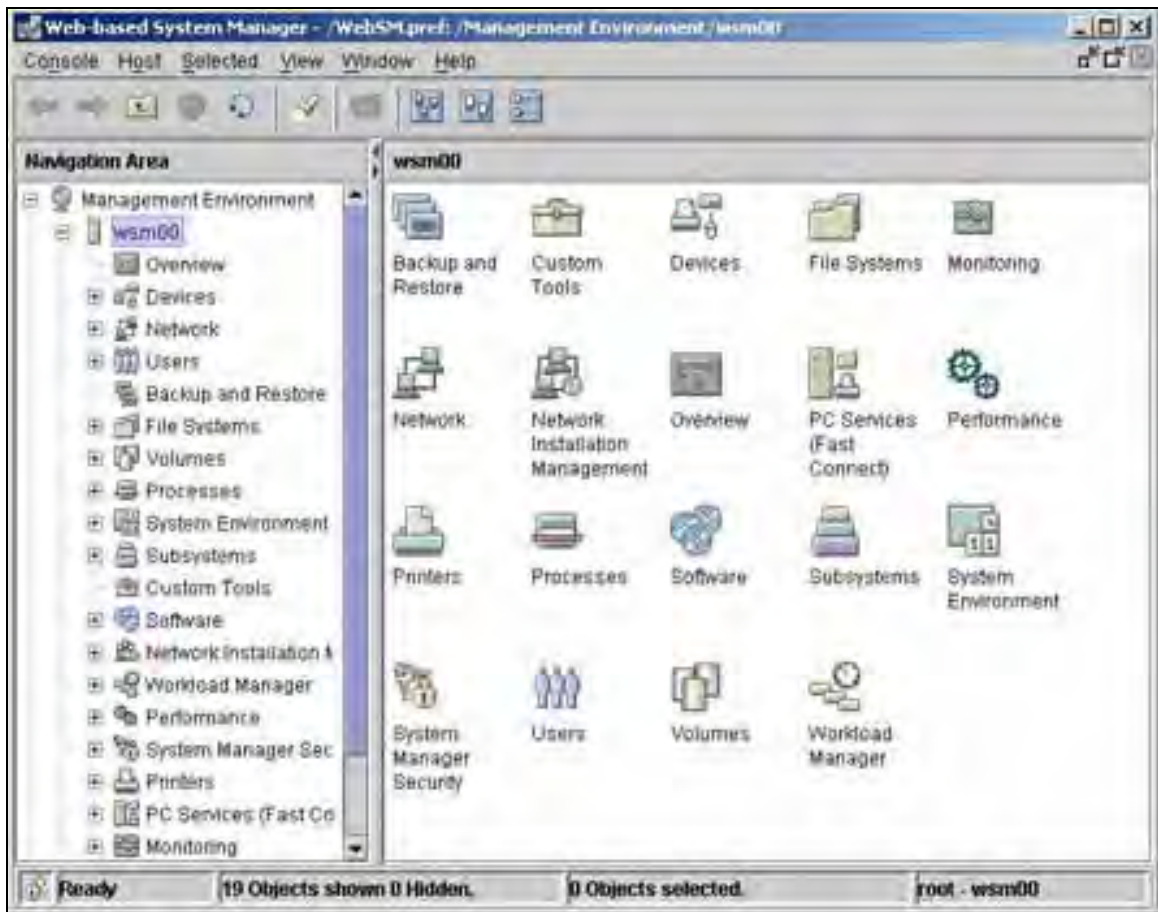 Web-based System Manager - /WebSM.pref: /Management Environment/wsm00
Console Host Selected View Window Help
Navigation Area
wsm00
Management Environment
wsm00
Overview
Devices
Network
Users
Backup and Restore
File Systems
Volumes
Processes
System Environment
Subsystems
Custom Tools
Software
Network Installation M
Workload Manager
Performance
System Manager Sec
Printers
PC Services (Fast Co
Monitoring
Backup and
Restore
Custom
Tools
Devices
File Systems
Monitoring
Network
Network
Installation
Management
Overview
PC Services
(Fast
Connect)
Performance
Printers
Processes
Software
Subsystems
System
Environment
System
Manager
Security
Users
Volumes
Workload
Manager
Ready
19 Objects shown 0 Hidden.
0 Objects selected.
root - wsm00